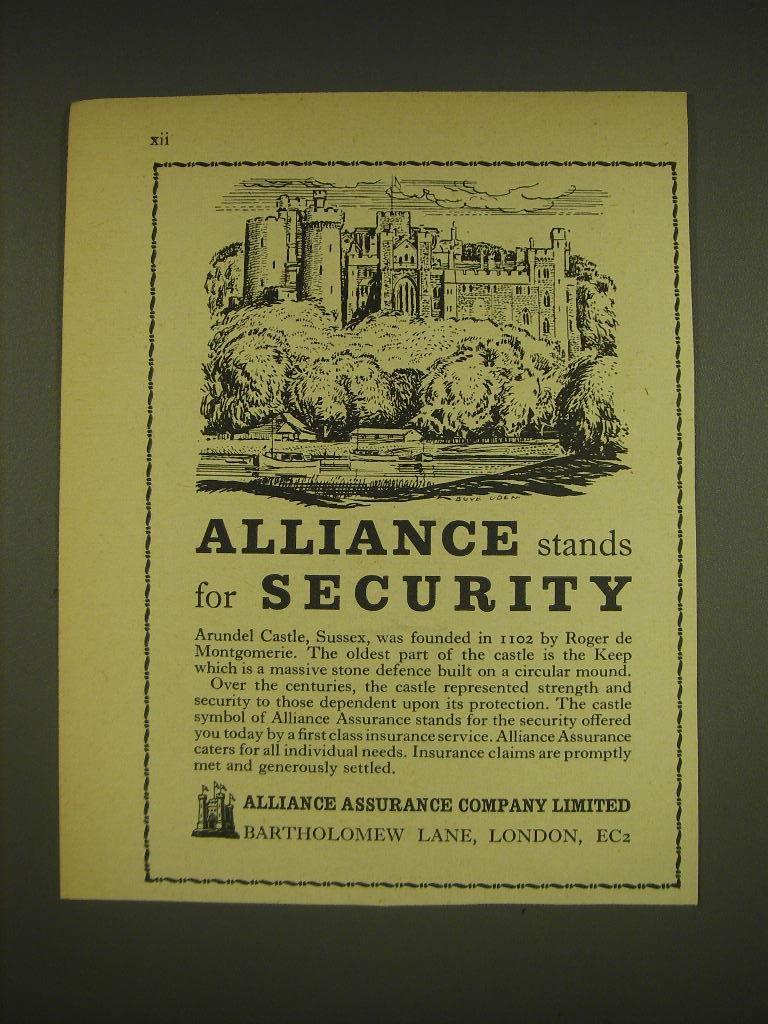 xii
BUYE UDEN
ALLIANCE stands
for SECURITY
Arundel Castle, Sussex, was founded in 1102 by Roger de
Montgomerie. The oldest part of the castle is the Keep
which is a massive stone defence built on a circular mound.
Over the centuries, the castle represented strength and
security to those dependent upon its protection. The castle
symbol of Alliance Assurance stands for the security offered
you today by a first class insurance service. Alliance Assurance
caters for all individual needs. Insurance claims are promptly
met and generously settled.
ALLIANCE ASSURANCE COMPANY LIMITED
BARTHOLOMEW LANE, LONDON, EC2